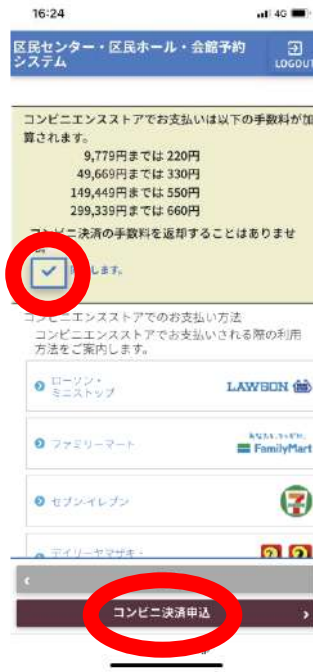 16:24
4G
区民センター・区民ホール・会館予約
システム
LOGOUT
コンビニエンスストアでお支払いは以下の手数料が加
算されます。
9,779円までは 220円
49,669円までは 330円
149,449円までは 550円
299,339円までは 660円
コンビニ決済の手数料を返却することはありませ
します。
コンビニエンスストアでのお支払い方法
コンビニエンスストアでお支払いされる際の利用
方法をご案内します。
ローソン・
ミニストップ
LAWSON
ファミリーマート
FamilyMart
セブン-イレブン
デイリーヤマザキ・
コンビニ決済申込